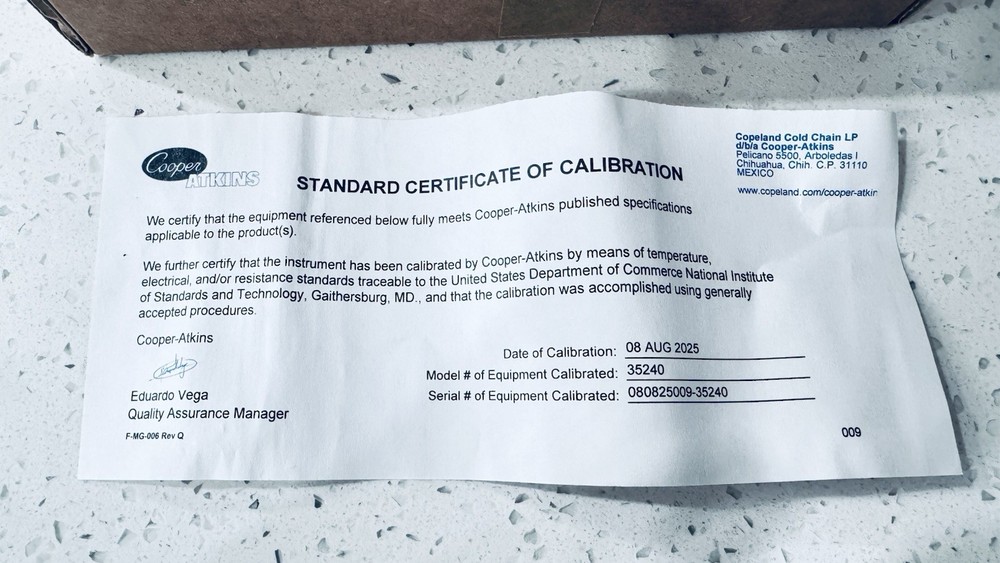 Cooper
ATKINS
STANDARD CERTIFICATE OF CALIBRATION
Copeland Cold Chain LP
d/b/a Cooper-Atkins
Pelicano 5500, Arboledas I
Chihuahua, Chih. C.P. 31110
MEXICO
www.copeland.com/cooper-atkin
We certify that the equipment referenced below fully meets Cooper-Atkins published specifications
applicable to the product(s).
We further certify that the instrument has been calibrated by Cooper-Atkins by means of temperature,
electrical, and/or resistance standards traceable to the United States Department of Commerce National Institute
of Standards and Technology, Gaithersburg, MD., and that the calibration was accomplished using generally
accepted procedures.
Cooper-Atkins
Eduardo Vega
Quality Assurance Manager
F-MG-006 Rev Q
Date of Calibration: 08 AUG 2025
Model # of Equipment Calibrated: 35240
Serial # of Equipment Calibrated: 080825009-35240
009